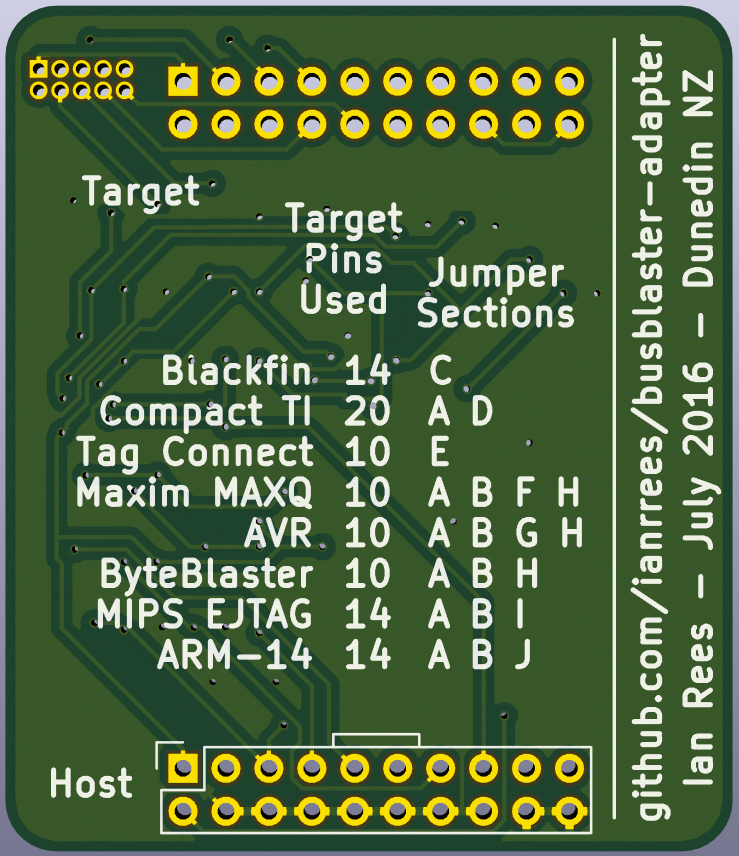 Target
Target
Pins
Used
Jumper
Sections
Blackfin 14 C
Compact TI 20 A D
Tag Connect 10 E
Maxim MAXQ 10 A B F H
AVR 10 A B G H
ByteBlaster 10 A B H
MIPS EJTAG 14 A B I
ARM-14 14 A B J
Host
github.com/ianrrees/busblaster-adapter
Ian Rees - July 2016 - Dunedin NZ